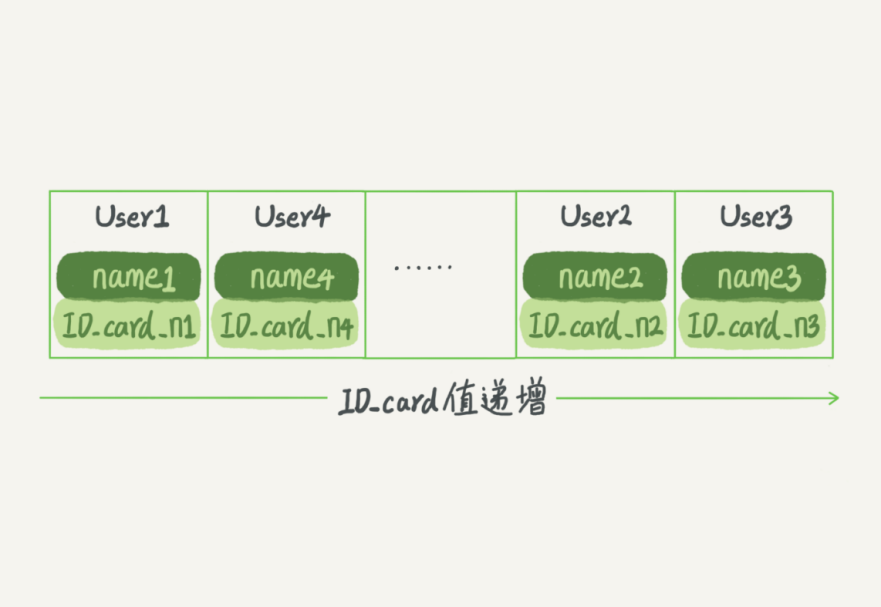 User1 User4 User2 User3
name1 name4 ...... name2 name3
ID_card_n1 ID_card_n4 ID_card_n2 ID_card_n3
ID_card值递增